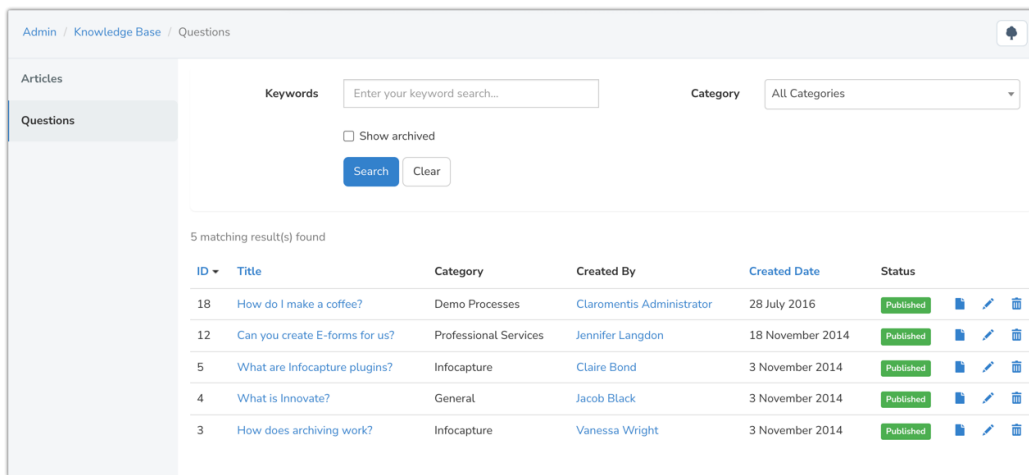 Admin / Knowledge Base / Questions
Articles
Questions
Keywords Enter your keyword search... Category All Categories
Show archived
Search Clear
5 matching result(s) found
ID Title Category Created By Created Date Status
18 How do I make a coffee? Demo Processes Claromentis Administrator 28 July 2016 Published
12 Can you create E-forms for us? Professional Services Jennifer Langdon 18 November 2014 Published
5 What are Infocapture plugins? Infocapture Claire Bond 3 November 2014 Published
4 What is Innovate? General Jacob Black 3 November 2014 Published
3 How does archiving work? Infocapture Vanessa Wright 3 November 2014 Published